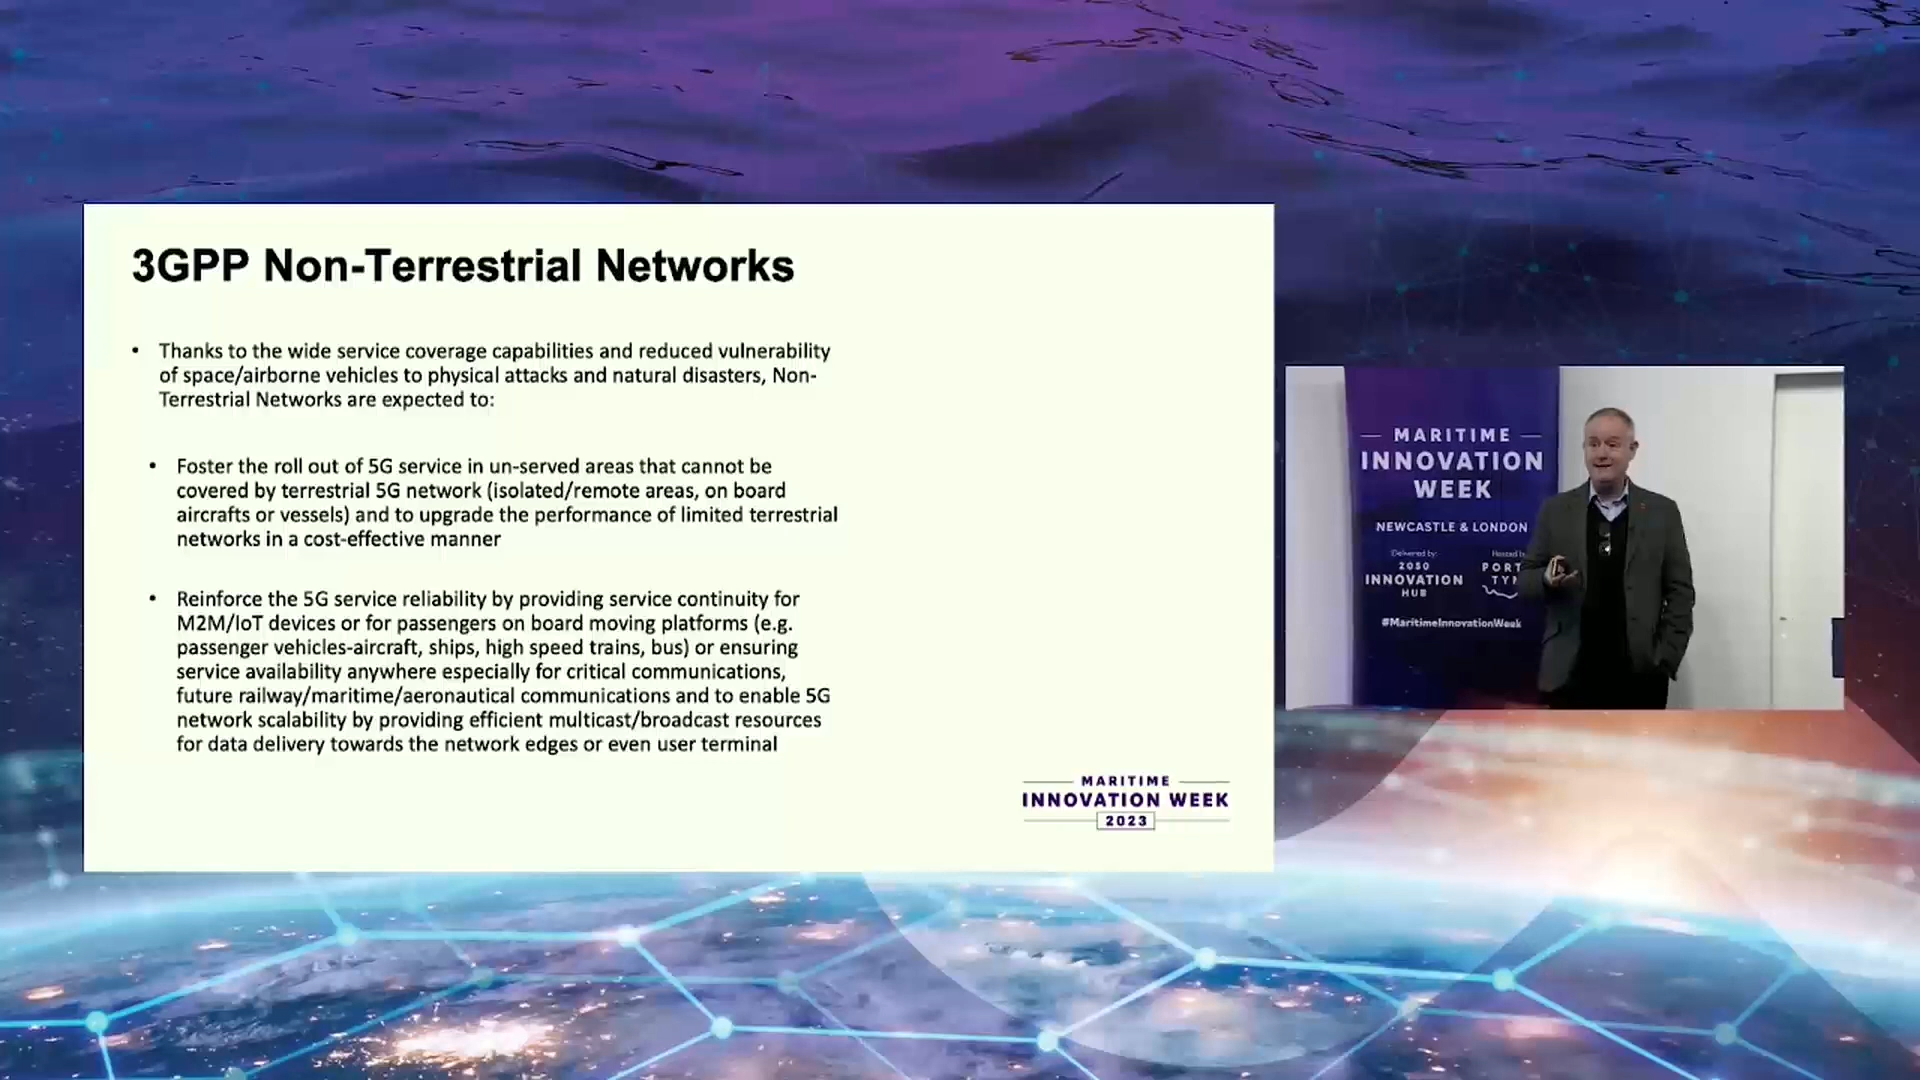 3GPP Non-Terrestrial Networks
• Thanks to the wide service coverage capabilities and reduced vulnerability
of space/airborne vehicles to physical attacks and natural disasters, Non-
Terrestrial Networks are expected to:
• Foster the roll out of 5G service in un-served areas that cannot be
covered by terrestrial 5G network (isolated/remote areas, on board
aircrafts or vessels) and to upgrade the performance of limited terrestrial
networks in a cost-effective manner
• Reinforce the 5G service reliability by providing service continuity for
M2M/IoT devices or for passengers on board moving platforms (e.g.
passenger vehicles-aircraft, ships, high speed trains, bus) or ensuring
service availability anywhere especially for critical communications,
future railway/maritime/aeronautical communications and to enable 5G
network scalability by providing efficient multicast/broadcast resources
for data delivery towards the network edges or even user terminal
MARITIME
INNOVATION WEEK
2023
MARITIME
INNOVATION
WEEK
NEWCASTLE & LONDON
Delivered by:
2050
INNOVATION
HUB
Hosted by
PORT
TYN
#MaritimeInnovationWeek